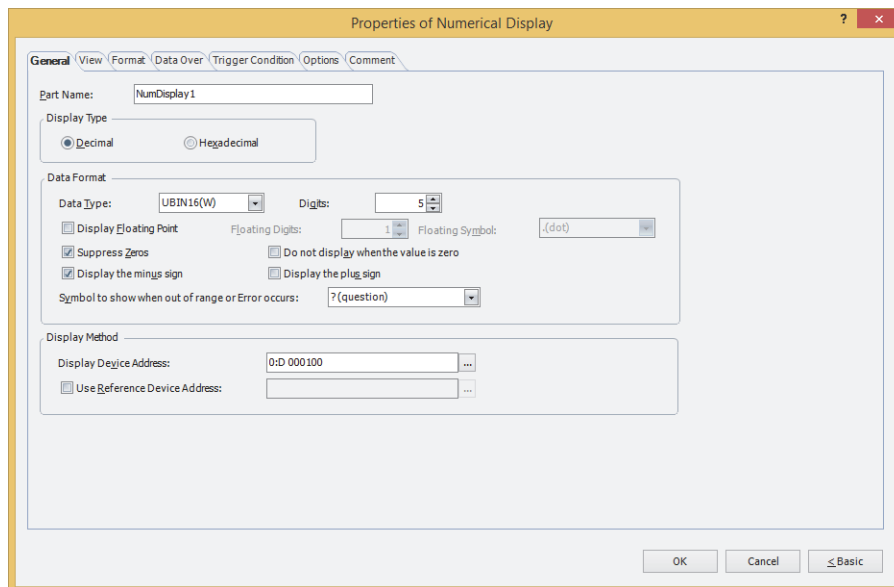 Properties of Numerical Display
?
General View Format Data Over Trigger Condition Options Comment
Part Name: NumDisplay1
Display Type
Decimal Hexadecimal
Data Format
Data Type: UBIN16(W) Digits: 5
Display Floating Point Floating Digits: 1 Floating Symbol: .(dot)
Suppress Zeros Do not display when the value is zero
Display the minus sign Display the plus sign
Symbol to show when out of range or Error occurs: ?(question)
Display Method
Display Device Address: 0:D 000100 ...
Use Reference Device Address: ...
OK Cancel < Basic